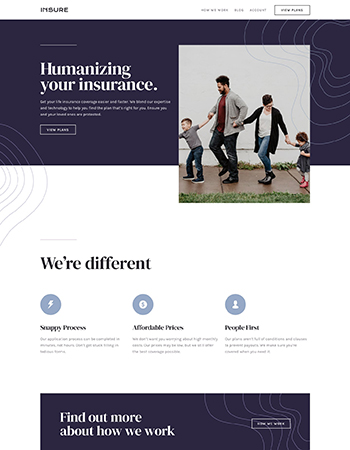 INSURE
HOW WE WORK BLOG ACCOUNT VIEW PLANS
Humanizing
your insurance.
Get your life insurance coverage easier and faster. We blend our expertise
and technology to help you find the plan that's right for you. Ensure you
and your loved ones are protected.
VIEW PLANS
We're different
Snappy Process
Our application process can be completed in
minutes, not hours. Don't get stuck filling in
tedious forms.
Affordable Prices
We don't want you worrying about high monthly
costs. Our prices may be low, but we still offer
the best coverage possible.
People First
Our plans aren't full of conditions and clauses
to prevent payouts. We make sure you're
covered when you need it.
Find out more
about how we work
HOW WE WORK